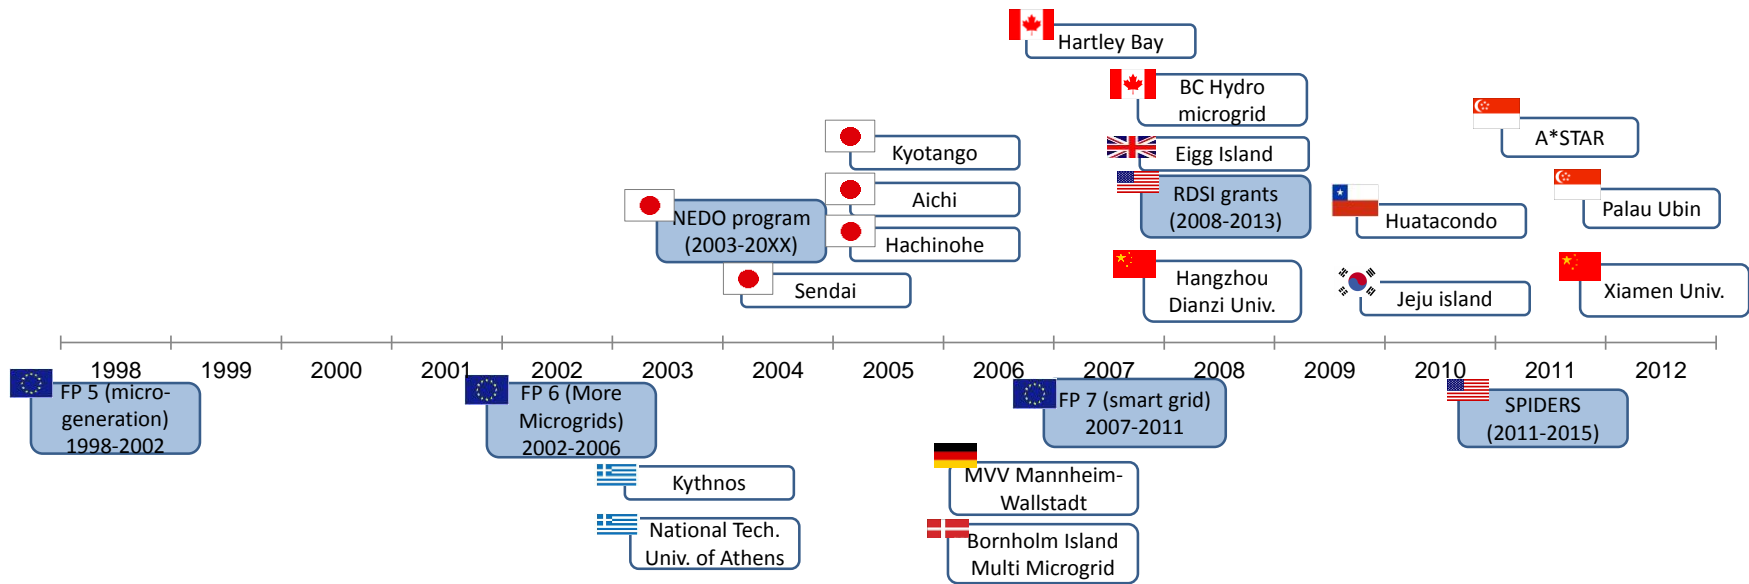 Hartley Bay
BC Hydro
microgrid
A*STAR
Kyotango
Eigg Island
Aichi
RDSI grants
(2008-2013)
Palau Ubin
NEDO program
(2003-20XX)
Huatacondo
Hachinohe
Sendai
Hangzhou
Dianzi Univ.
Jeju island
Xiamen Univ.
1998 1999 2000 2001 2002 2003 2004 2005 2006 2007 2008 2009 2010 2011 2012
FP 5 (micro-
generation)
1998-2002
FP 6 (More
Microgrids)
2002-2006
FP 7 (smart grid)
2007-2011
SPIDERS
(2011-2015)
Kythnos
MVV Mannheim-
Wallstadt
National Tech.
Univ. of Athens
Bornholm Island
Multi Microgrid